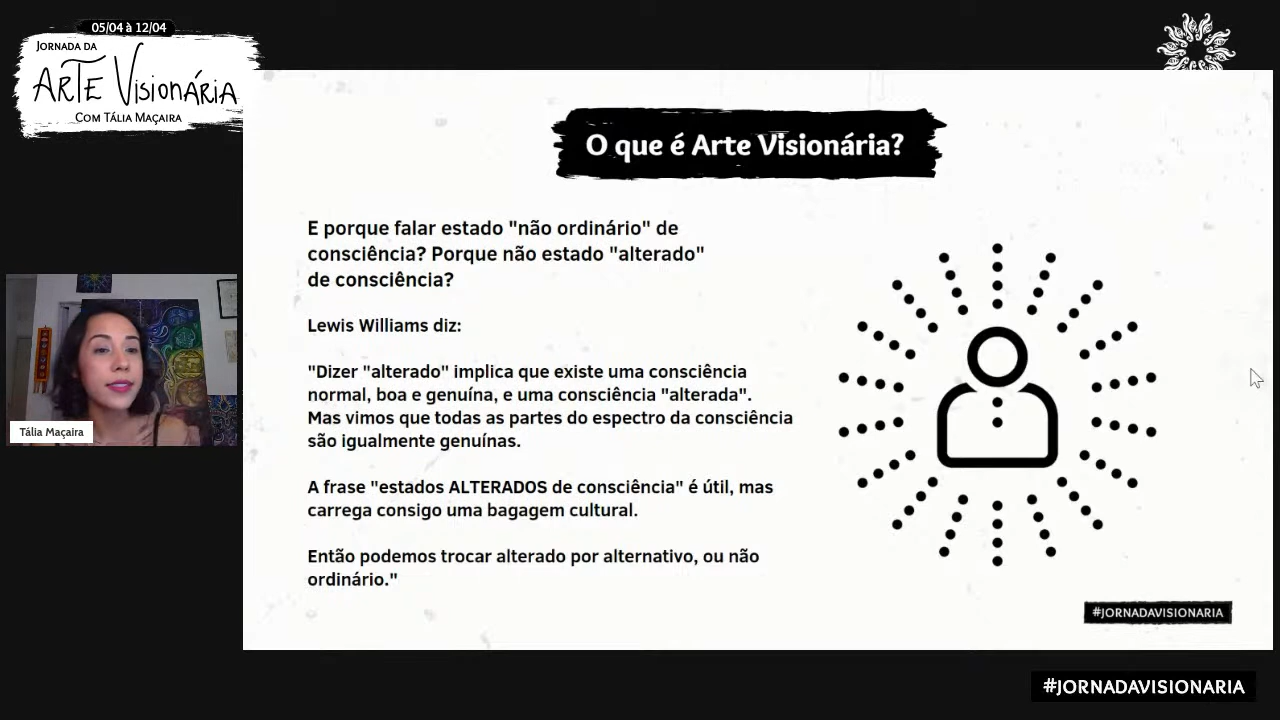 05/04 à 12/04
JORNADA DA
ARTE VISIONÁRIA
COM TÁLIA MAÇAIRA
O que é Arte Visionária?
E porque falar estado "não ordinário" de
consciência? Porque não estado "alterado"
de consciência?
Lewis Williams diz:
"Dizer "alterado" implica que existe uma consciência
normal, boa e genuína, e uma consciência "alterada".
Mas vimos que todas as partes do espectro da consciência
são igualmente genuínas.
A frase "estados ALTERADOS de consciência" é útil, mas
carrega consigo uma bagagem cultural.
Então podemos trocar alterado por alternativo, ou não
ordinário."
Tália Maçaira
#JORNADAVISIONARIA
#JORNADAVISIONARIA